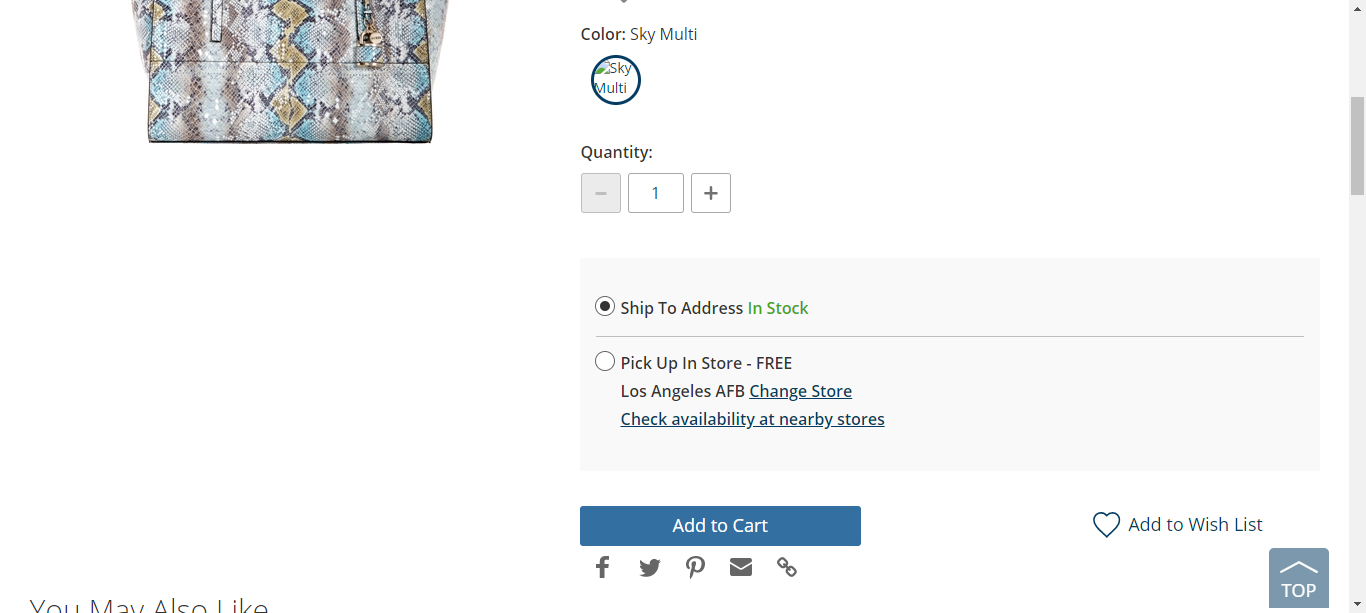 Color: Sky Multi
Sky
Multi
Quantity:
1
Ship To Address In Stock
Pick Up In Store - FREE
Los Angeles AFB Change Store
Check availability at nearby stores
Add to Cart
Add to Wish List
TOP
You May Also Like